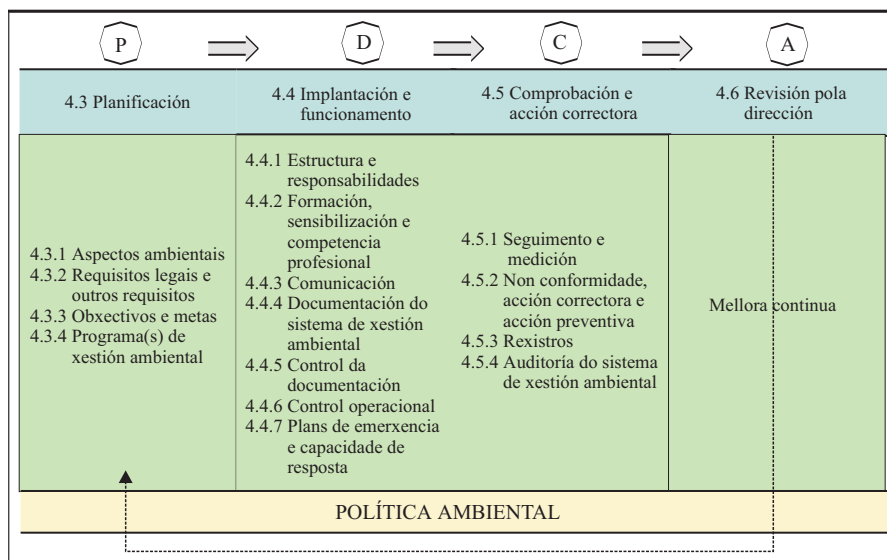 P
D
C
A
4.3 Planificación
4.4 Implantación e
funcionamento
4.5 Comprobación e
acción correctora
4.6 Revisión pola
dirección
4.3.1 Aspectos ambientais
4.3.2 Requisitos legais e
outros requisitos
4.3.3 Obxectivos e metas
4.3.4 Programa(s) de
xestión ambiental
4.4.1 Estructura e
responsabilidades
4.4.2 Formación,
sensibilización e
competencia
profesional
4.4.3 Comunicación
4.4.4 Documentación do
sistema de xestión
ambiental
4.4.5 Control da
documentación
4.4.6 Control operacional
4.4.7 Plans de emerxencia
e capacidade de
resposta
4.5.1 Seguimento e
medición
4.5.2 Non conformidade,
acción correctora e
acción preventiva
4.5.3 Rexistros
4.5.4 Auditoría do sistema
de xestión ambiental
Mellora continua
POLÍTICA AMBIENTAL